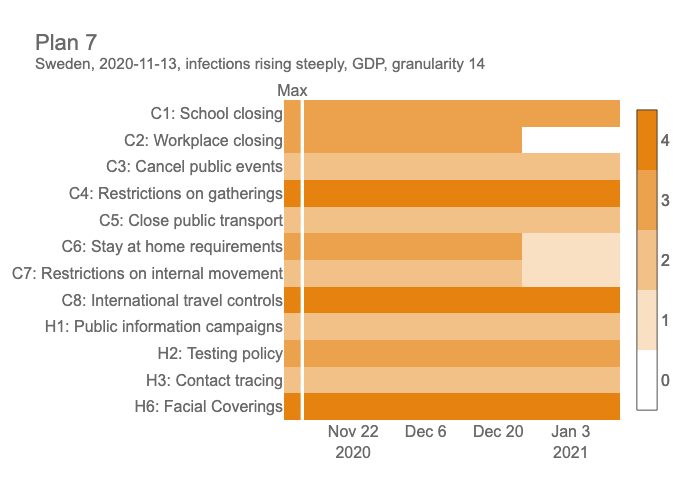 Plan 7
Sweden, 2020-11-13, infections rising steeply, GDP, granularity 14
Max
C1: School closing
C2: Workplace closing
C3: Cancel public events
C4: Restrictions on gatherings
C5: Close public transport
C6: Stay at home requirements
C7: Restrictions on internal movement
C8: International travel controls
H1: Public information campaigns
H2: Testing policy
H3: Contact tracing
H6: Facial Coverings
4
3
2
1
0
Nov 22 Dec 6 Dec 20 Jan 3
2020 2021